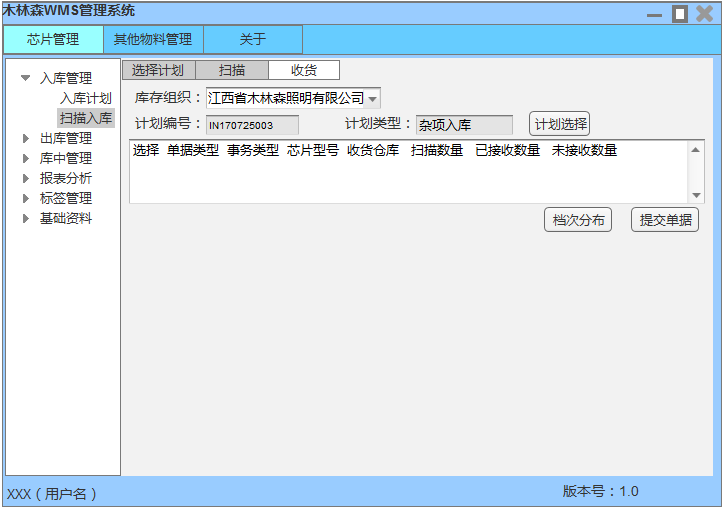 木林森WMS管理系统
芯片管理 其他物料管理 关于
入库管理
入库计划
扫描入库
出库管理
库中管理
报表分析
标签管理
基础资料
选择计划 扫描 收货
库存组织：江西省木林森照明有限公司
计划编号：IN170725003 计划类型：杂项入库 计划选择
选择 单据类型 事务类型 芯片型号 收货仓库 扫描数量 已接收数量 未接收数量
档次分布 提交单据
XXX（用户名） 版本号：1.0